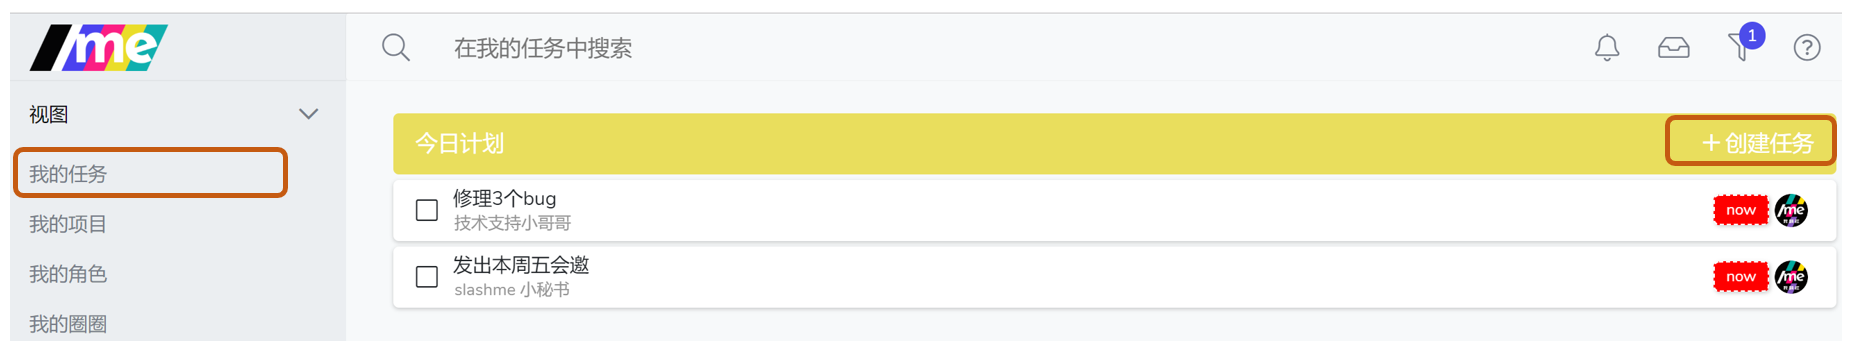 /me
在我的任务中搜索
1
?
视图
我的任务
我的项目
我的角色
我的圈圈
今日计划
+ 创建任务
修理3个bug
技术支持小哥哥
now
/me
发出本周五会邀
slashme 小秘书
now
/me